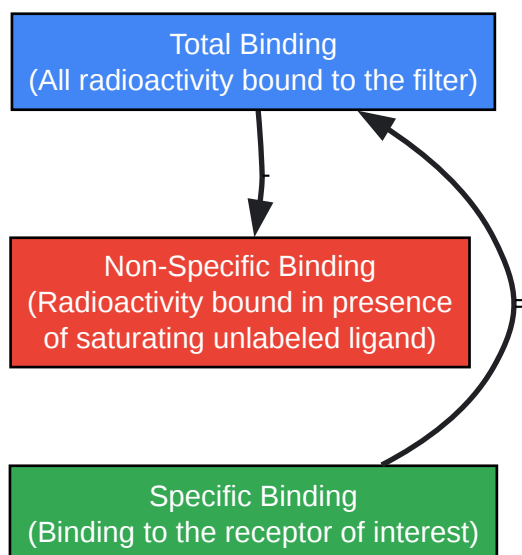 Total Binding
(All radioactivity bound to the filter)
-
Non-Specific Binding
(Radioactivity bound in presence
of saturating unlabeled ligand)
=
Specific Binding
(Binding to the receptor of interest)